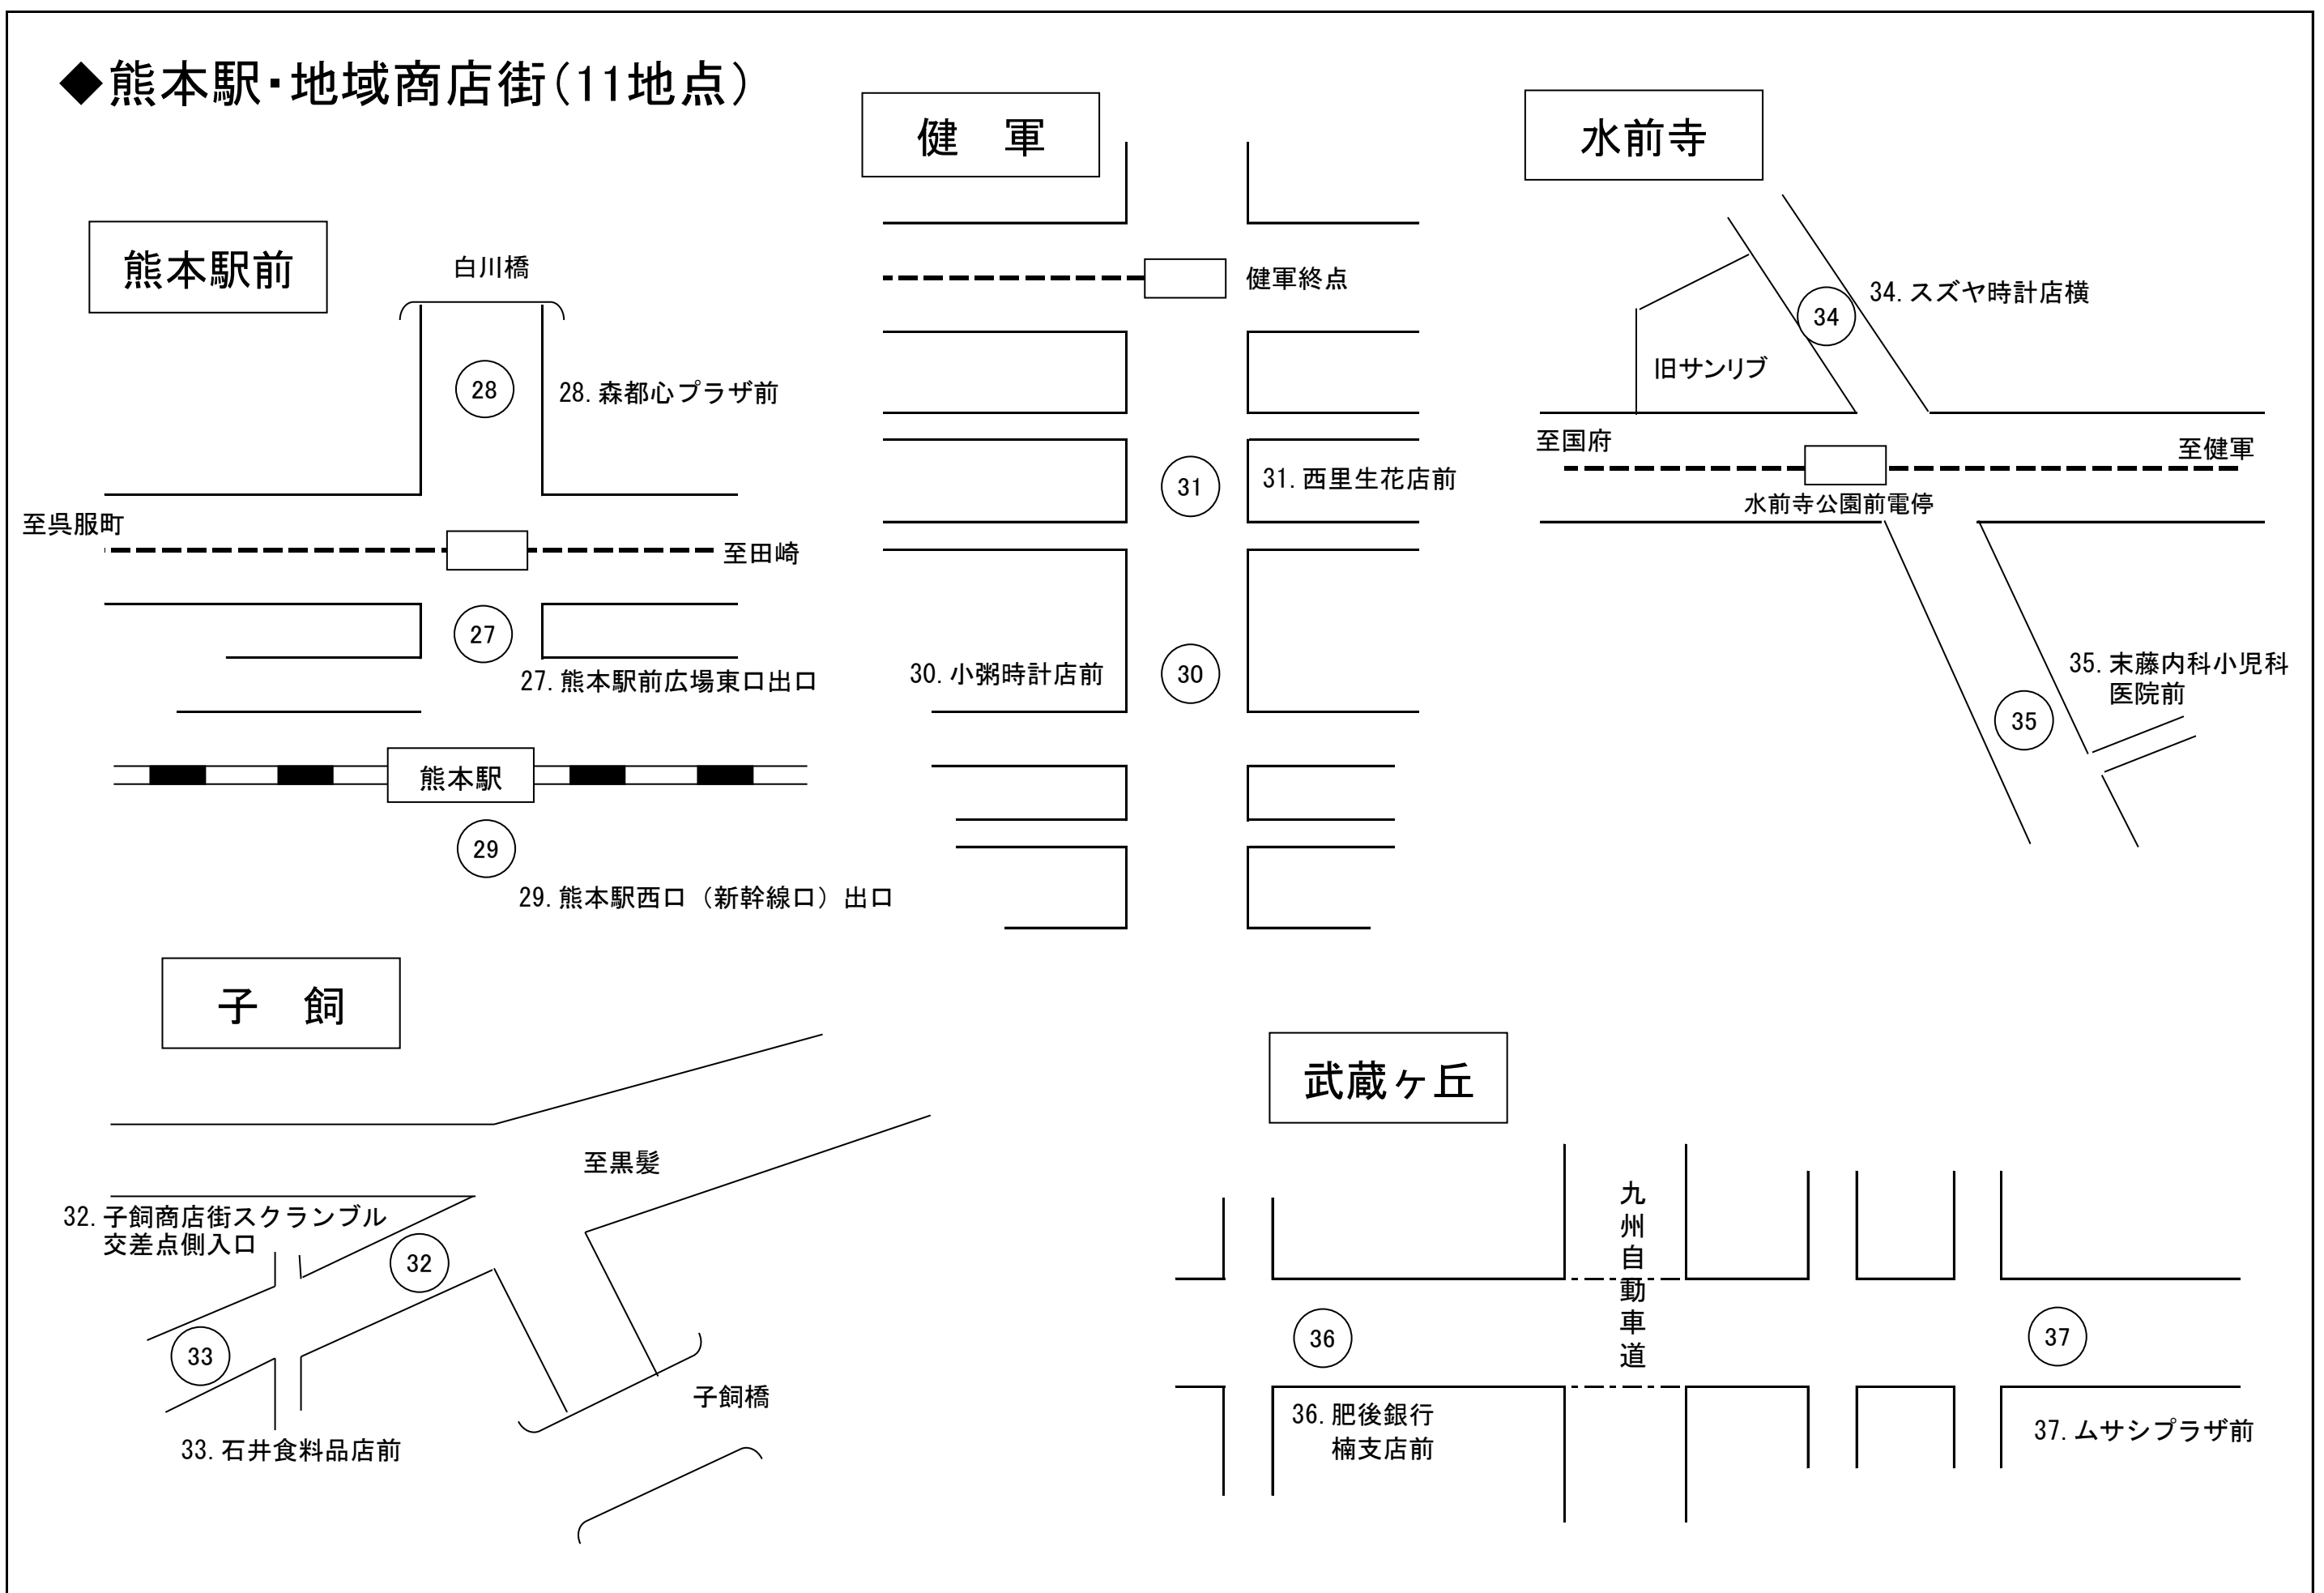 ◆熊本駅・地域商店街(11地点)
熊本駅前
白川橋
28
28.森都心プラザ前
至呉服町
至田崎
27
27.熊本駅前広場東口出口
熊本駅
29
29.熊本駅西口（新幹線口）出口
健　軍
健軍終点
31
31.西里生花店前
30.小粥時計店前
30
水前寺
34
34.スズヤ時計店横
旧サンリブ
至国府
至健軍
水前寺公園前電停
35.末藤内科小児科
医院前
35
子　飼
至黒髪
32.子飼商店街スクランブル
交差点側入口
32
33
子飼橋
33.石井食料品店前
武蔵ヶ丘
九州自動車道
36
37
36.肥後銀行
楠支店前
37.ムサシプラザ前